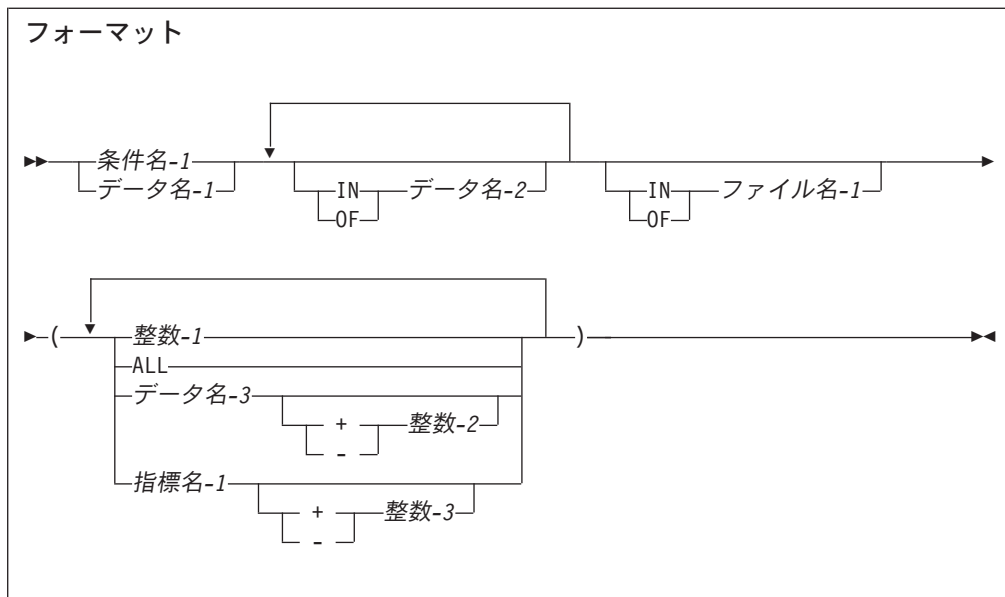 フォーマット
条件名-1
データ名-1
IN データ名-2
OF
IN ファイル名-1
OF
( 整数-1 )
ALL
データ名-3
+ 整数-2
-
指標名-1
+ 整数-3
-